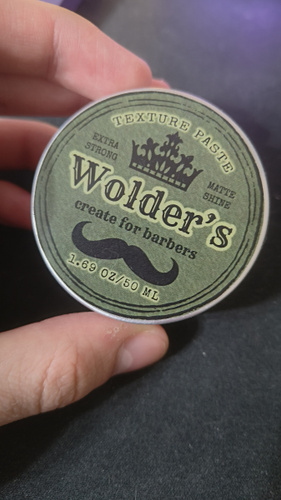 TEXTURE PASTE
EXTRA
STRONG
MATTE
SHINE
Wolder's
create for barbers
1.69 OZ/50 ML